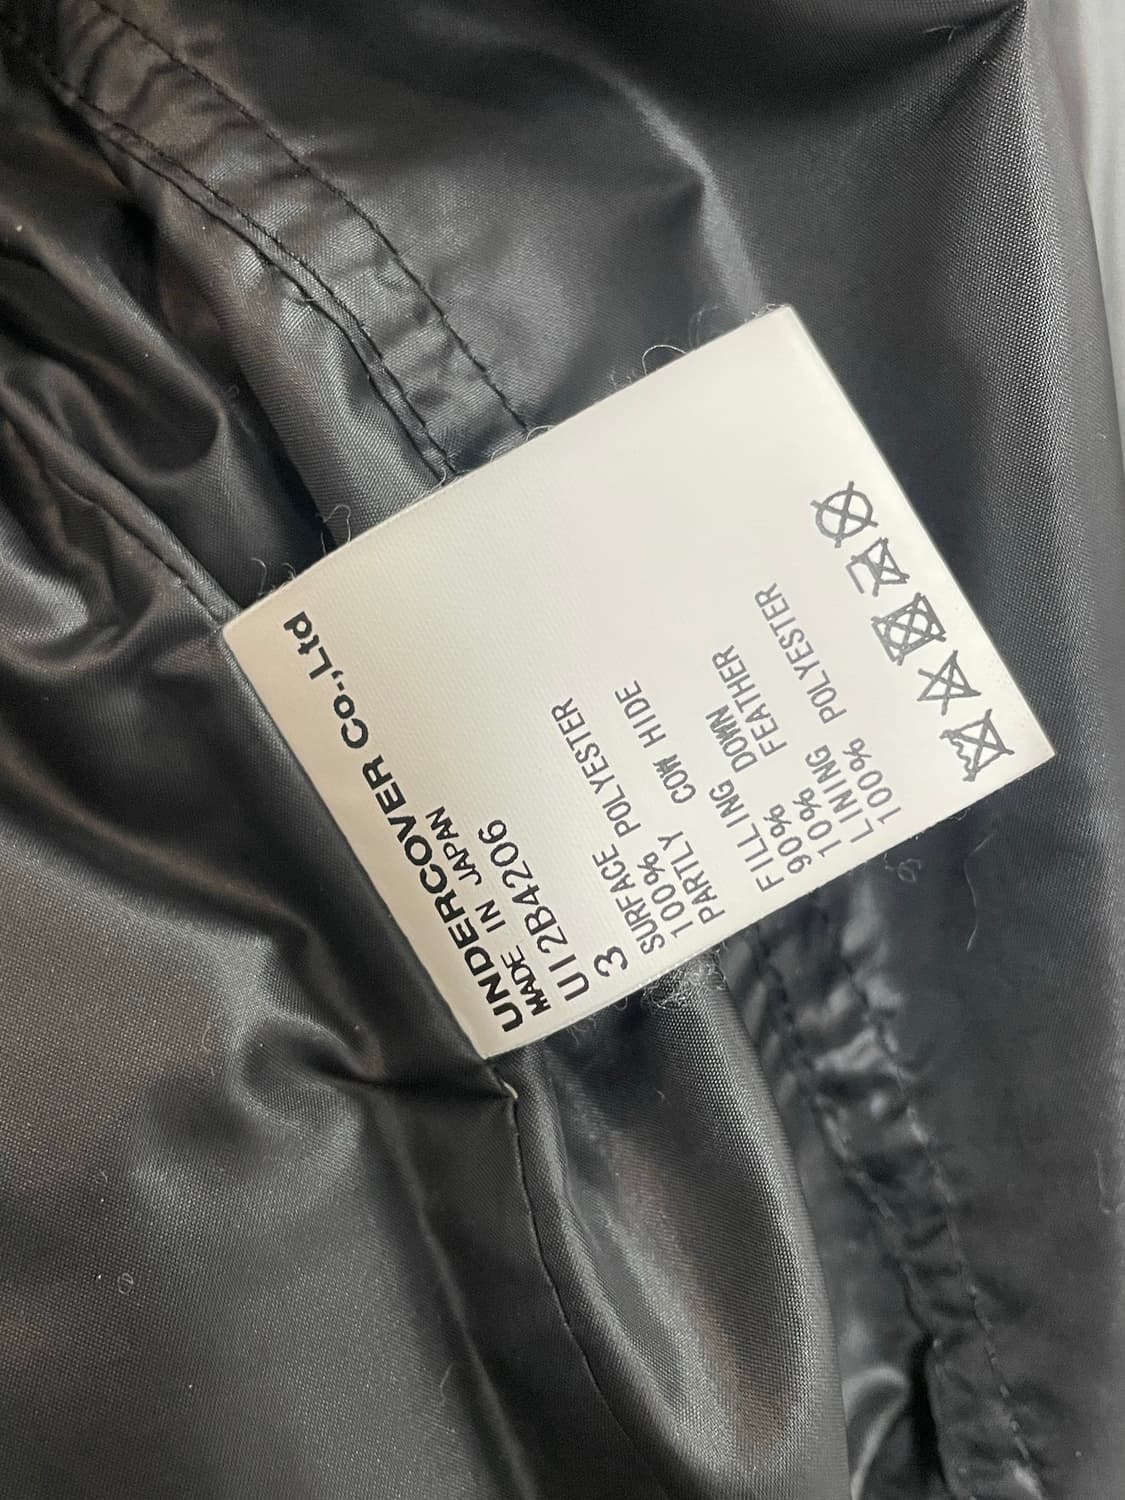 UNDERCOVER Co.,Ltd
MADE IN JAPAN
UI2B4206
3
SURFACE
100% POLYESTER
PARTLY
COW HIDE
FILLING
90% DOWN
10% FEATHER
LINING
100% POLYESTER